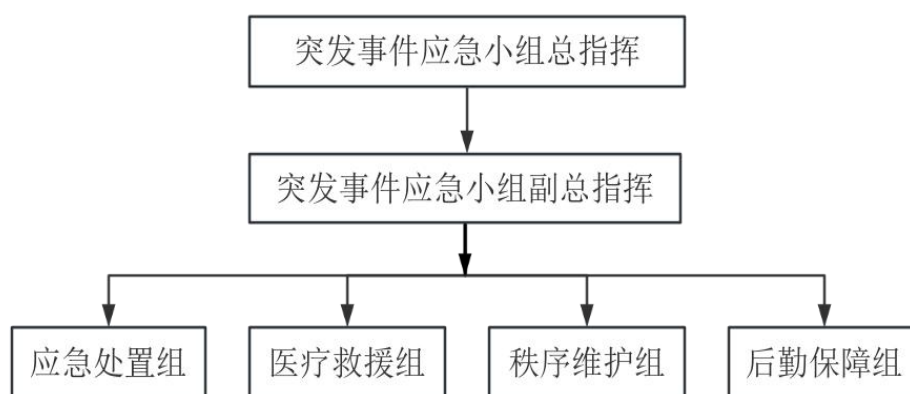 突发事件应急小组总指挥
突发事件应急小组副总指挥
应急处置组
医疗救援组
秩序维护组
后勤保障组